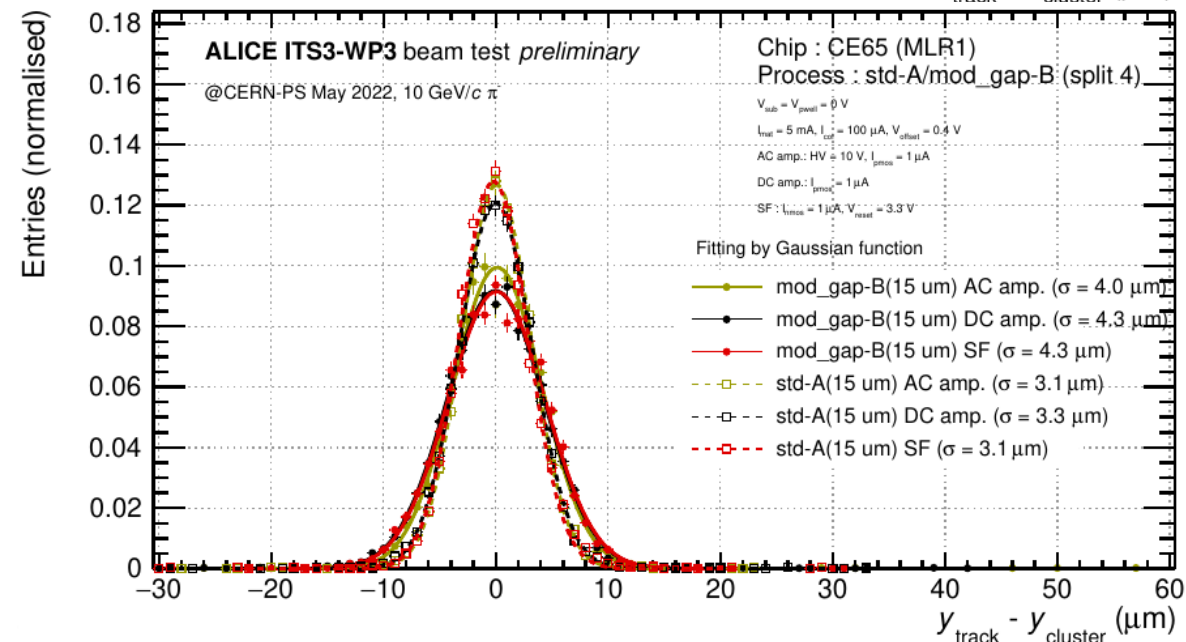 ALICE ITS3-WP3 beam test preliminary
@CERN-PS May 2022, 10 GeV/c π
Chip : CE65 (MLR1)
Process : std-A/mod_gap-B (split 4)
V_sub = V_pwell = 0 V
I_mat = 5 mA, I_col = 100 μA, V_offset = 0.4 V
AC amp.: HV = 10 V, I_pmos = 1 μA
DC amp.: I_pmos = 1 μA
SF : I_nmos = 1 μA, V_reset = 3.3 V
Fitting by Gaussian function
mod_gap-B(15 um) AC amp. (σ = 4.0 μm)
mod_gap-B(15 um) DC amp. (σ = 4.3 μm)
mod_gap-B(15 um) SF (σ = 4.3 μm)
std-A(15 um) AC amp. (σ = 3.1 μm)
std-A(15 um) DC amp. (σ = 3.3 μm)
std-A(15 um) SF (σ = 3.1 μm)
Entries (normalised)
0.18
0.16
0.14
0.12
0.1
0.08
0.06
0.04
0.02
0
−30 −20 −10 0 10 20 30 40 50 60
y_track - y_cluster (μm)